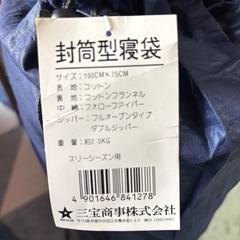 封筒型寝袋
サイズ:190CM×75CM
表 地:コットン
裏 地:コットンフランネル
中 綿:フォローファイバー
ジッパー:フルオープンタイプ
ダブルジッパー
重 量:約2.0KG
スリーシーズン用
4 901646 841278
三宝商事株式会社